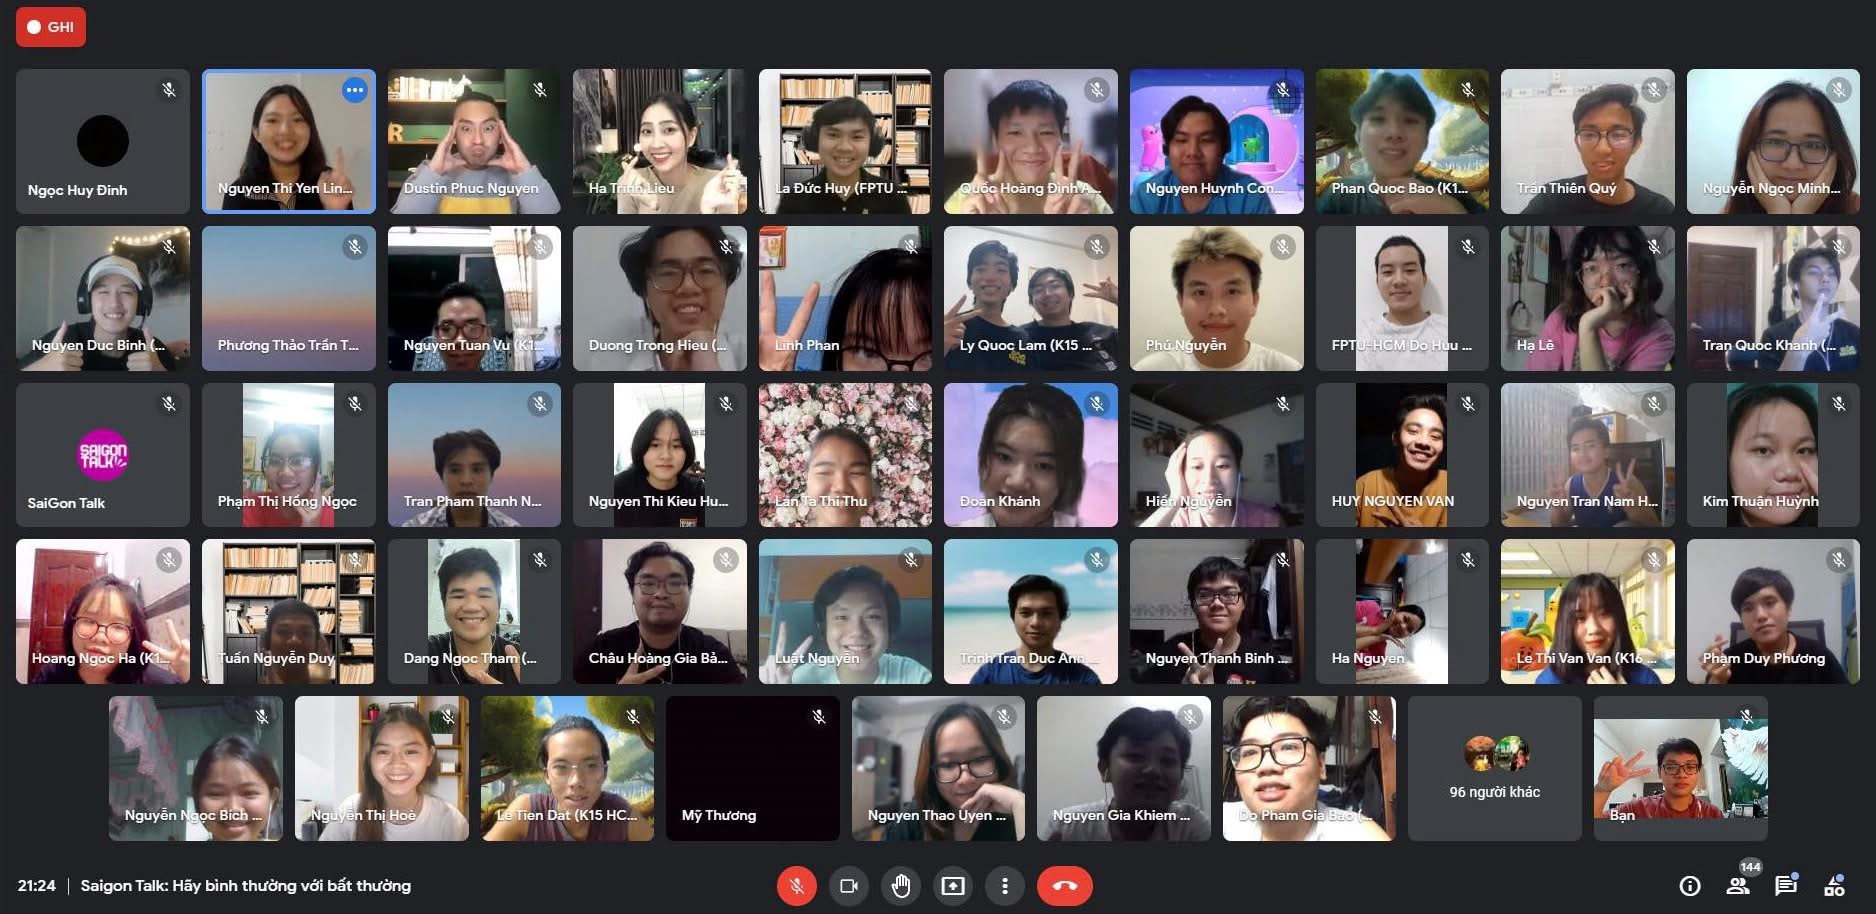 GHI
Ngọc Huy Đinh
Nguyen Thi Yen Lin...
Dustin Phuc Nguyen
Ha Trinh Lieu
La Đức Huy (FPTU ...
Quốc Hoàng Đình A...
Nguyen Huynh Con...
Phan Quoc Bao (K1...
Trần Thiên Quý
Nguyễn Ngọc Minh...
Nguyen Duc Binh (...
Phương Thảo Trần T...
Nguyen Tuan Vu (K1...
Duong Trong Hieu (...
Linh Phan
Ly Quoc Lam (K15 ...
Phú Nguyễn
FPTU-HCM Do Huu ...
Hạ Lê
Tran Quoc Khanh (...
SAIGON
TALK
SaiGon Talk
Phạm Thị Hồng Ngọc
Tran Pham Thanh N...
Nguyen Thi Kieu Hu...
Lan Ta Thi Thu
Đoan Khánh
Hiền Nguyễn
HUY NGUYEN VAN
Nguyen Tran Nam H...
Kim Thuận Huỳnh
Hoang Ngoc Ha (K1...
Tuấn Nguyễn Duy
Dang Ngoc Tham (...
Châu Hoàng Gia Bả...
Luật Nguyễn
Trinh Tran Duc Anh ...
Nguyen Thanh Binh ...
Ha Nguyen
Le Thi Van Van (K16 ...
Phạm Duy Phương
Nguyễn Ngọc Bích ...
Nguyễn Thị Hoè
Le Tien Dat (K15 HC...
Mỹ Thương
Nguyen Thao Uyen ...
Nguyen Gia Khiem ...
Do Pham Gia Bao (...
96 người khác
Bạn
21:24 | Saigon Talk: Hãy bình thường với bất thường
144